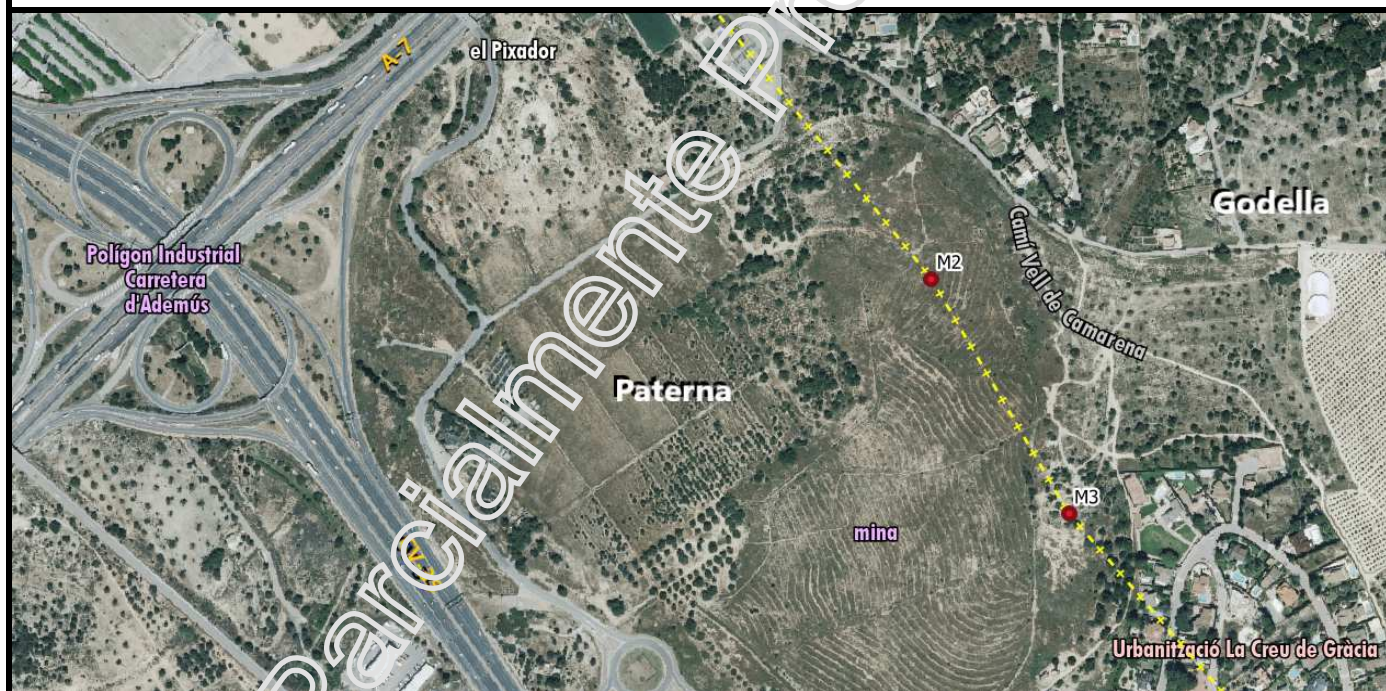 A-7
el Pixador
Godella
Polígon Industrial
Carretera
d'Ademús
M2
Camí Vell de Camarena
Paterna
M3
mina
Urbanització La Creu de Gràcia
Parcialmente Pro